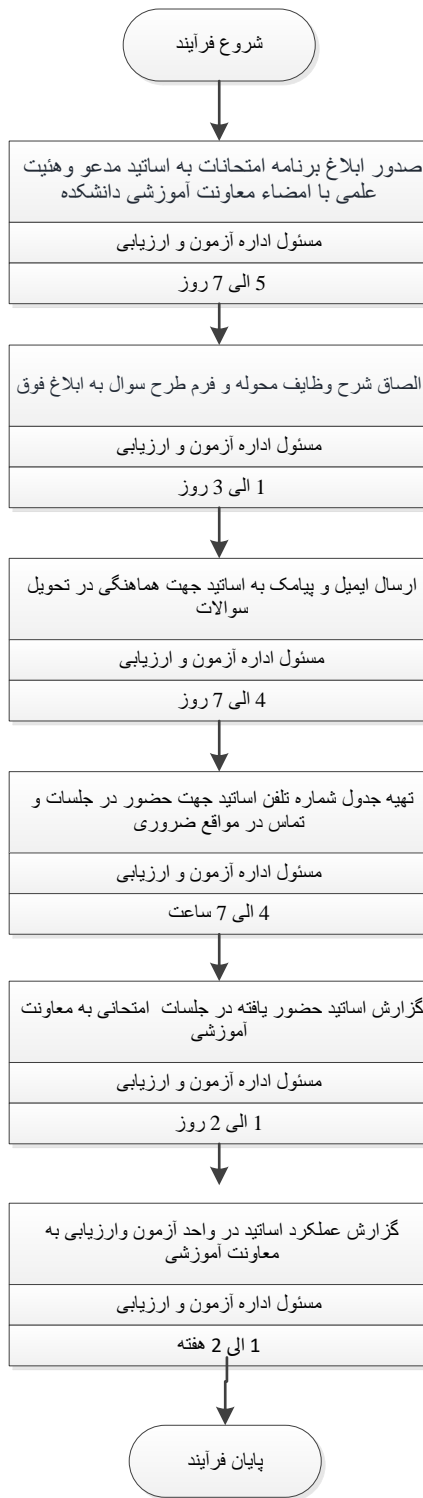 شروع فرآیند
صدور ابلاغ برنامه امتحانات به اساتید مدعو وهئیت
علمی با امضاء معاونت آموزشی دانشکده
مسئول اداره آزمون و ارزیابی
5 الی 7 روز
الصاق شرح وظایف محوله و فرم طرح سوال به ابلاغ فوق
مسئول اداره آزمون و ارزیابی
1 الی 3 روز
ارسال ایمیل و پیامک به اساتید جهت هماهنگی در تحویل
سوالات
مسئول اداره آزمون و ارزیابی
4 الی 7 روز
تهیه جدول شماره تلفن اساتید جهت حضور در جلسات و
تماس در مواقع ضروری
مسئول اداره آزمون و ارزیابی
4 الی 7 ساعت
گزارش اساتید حضور یافته در جلسات امتحانی به معاونت
آموزشی
مسئول اداره آزمون و ارزیابی
1 الی 2 روز
گزارش عملکرد اساتید در واحد آزمون وارزیابی به
معاونت آموزشی
مسئول اداره آزمون و ارزیابی
1 الی 2 هفته
پایان فرآیند